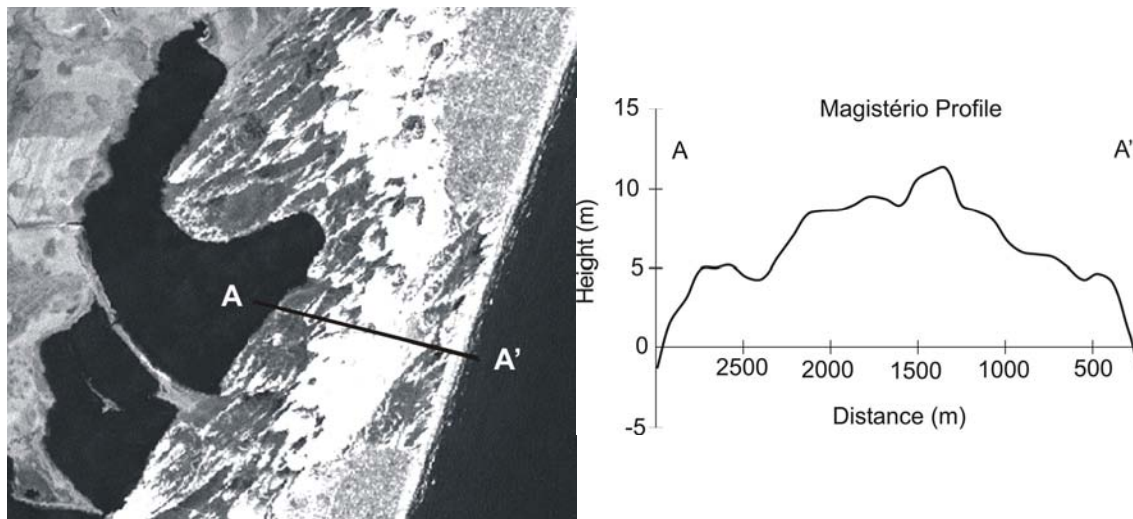 A
A'
Magistério Profile
A
A'
Height (m)
15
10
5
0
-5
2500 2000 1500 1000 500
Distance (m)